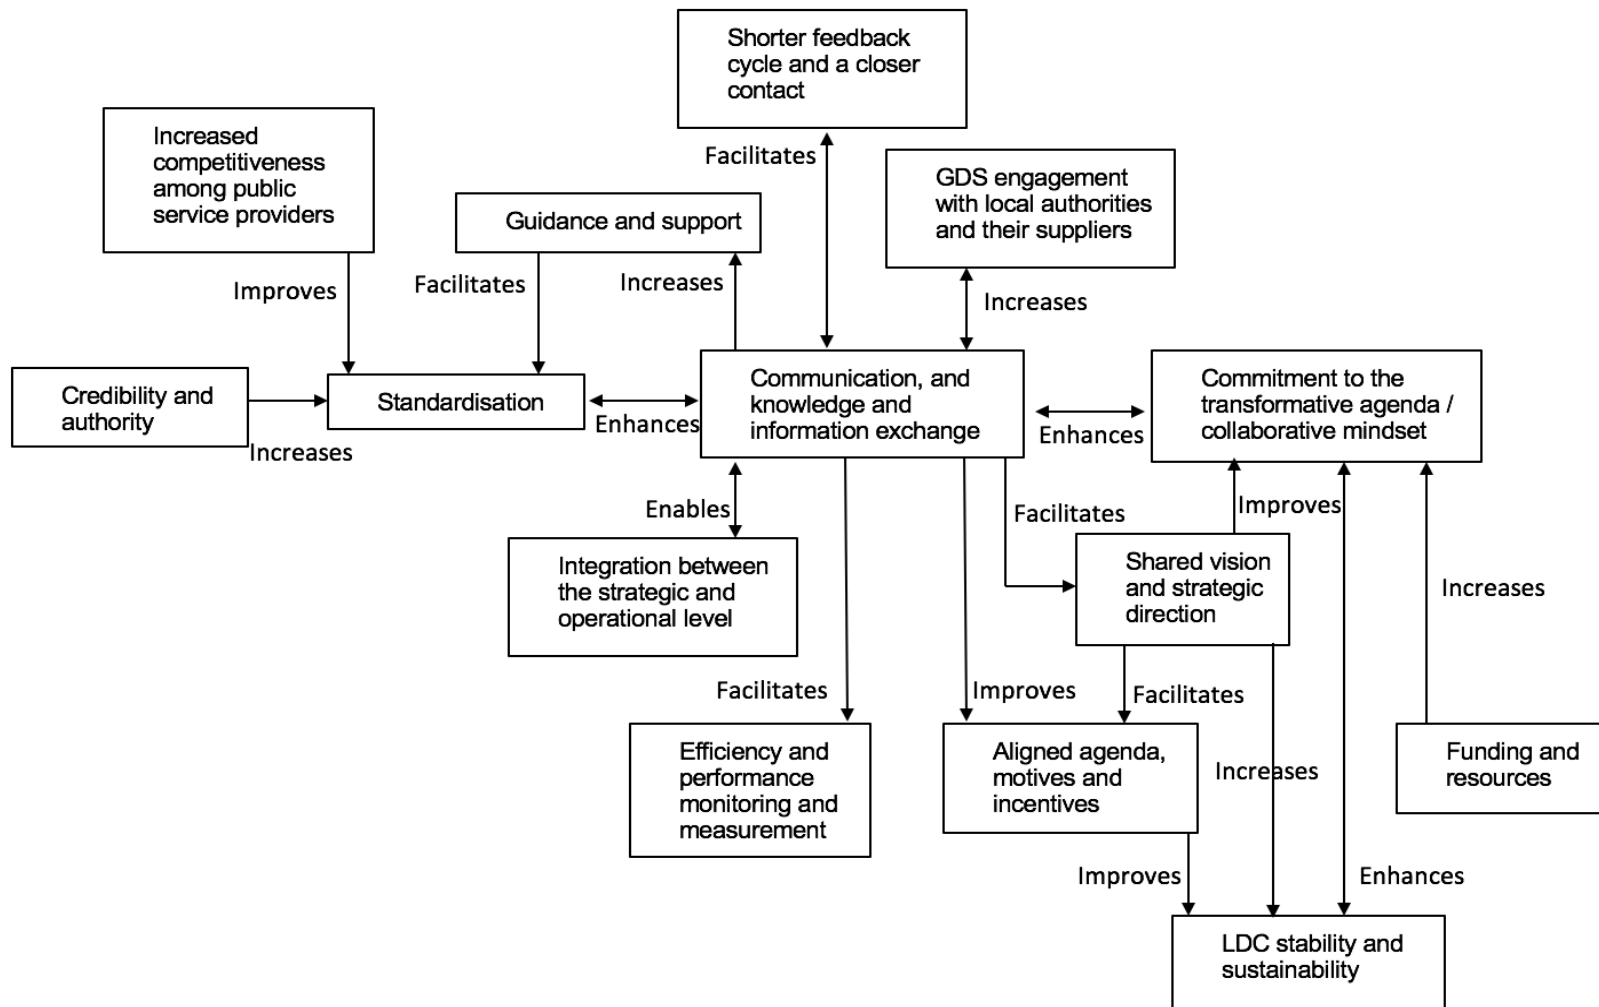 Shorter feedback
cycle and a closer
contact
Increased
competitiveness
among public
service providers
Facilitates
GDS engagement
with local authorities
and their suppliers
Guidance and support
Improves
Facilitates
Increases
Increases
Credibility and
authority
Increases
Standardisation
Enhances
Communication, and
knowledge and
information exchange
Enhances
Commitment to the
transformative agenda /
collaborative mindset
Enables
Facilitates
Improves
Integration between
the strategic and
operational level
Shared vision
and strategic
direction
Increases
Facilitates
Improves
Facilitates
Efficiency and
performance
monitoring and
measurement
Aligned agenda,
motives and
incentives
Increases
Funding and
resources
Improves
Enhances
LDC stability and
sustainability